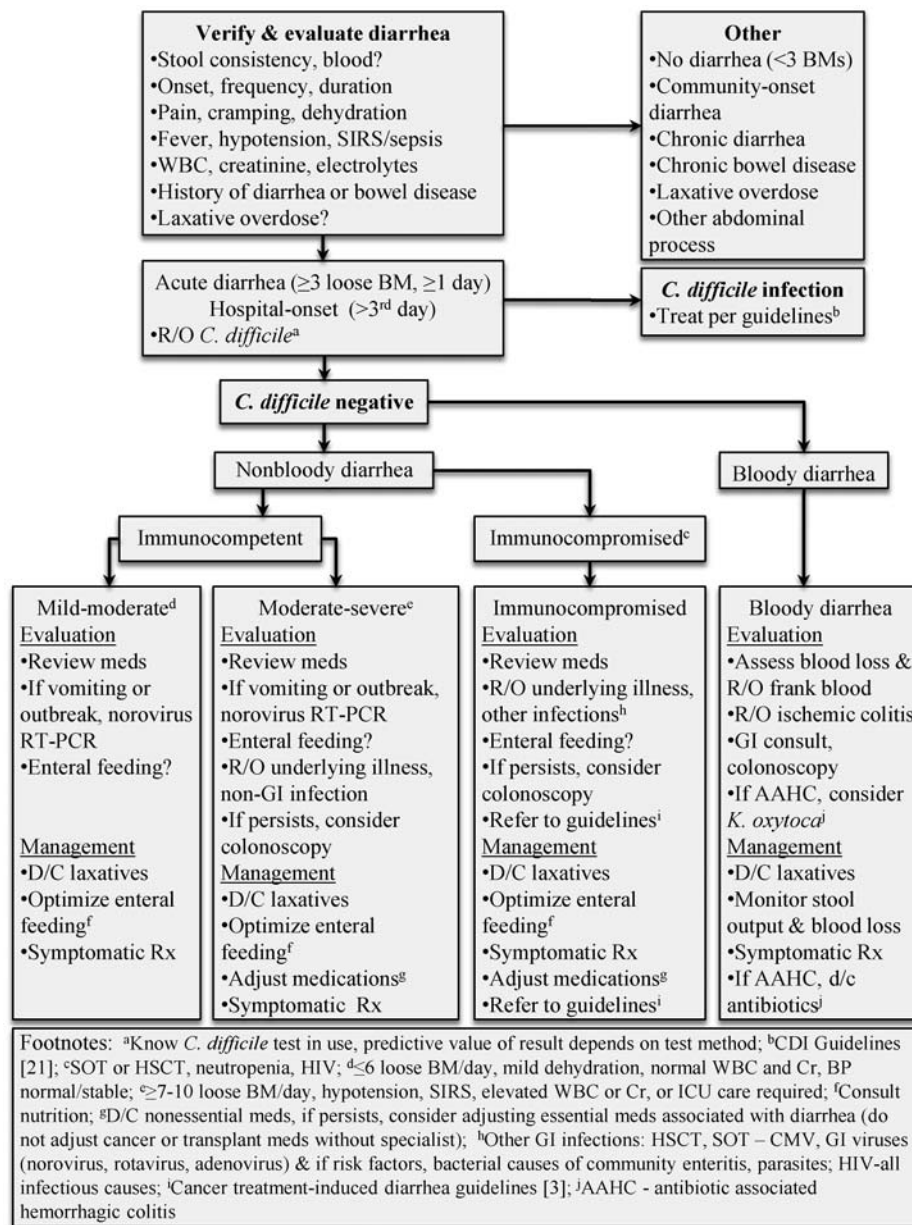 Verify & evaluate diarrhea
•Stool consistency, blood?
•Onset, frequency, duration
•Pain, cramping, dehydration
•Fever, hypotension, SIRS/sepsis
•WBC, creatinine, electrolytes
•History of diarrhea or bowel disease
•Laxative overdose?
Other
•No diarrhea (<3 BMs)
•Community-onset
diarrhea
•Chronic diarrhea
•Chronic bowel disease
•Laxative overdose
•Other abdominal
process
Acute diarrhea (≥3 loose BM, ≥1 day)
Hospital-onset (>3rd day)
•R/O C. difficileᵃ
C. difficile infection
•Treat per guidelinesᵇ
C. difficile negative
Nonbloody diarrhea
Bloody diarrhea
Immunocompetent
Immunocompromisedᶜ
Mild-moderateᵈ
Evaluation
•Review meds
•If vomiting or
outbreak, norovirus
RT-PCR
•Enteral feeding?
Management
•D/C laxatives
•Optimize enteral
feedingᶠ
•Symptomatic Rx
Moderate-severeᵉ
Evaluation
•Review meds
•If vomiting or outbreak,
norovirus RT-PCR
•Enteral feeding?
•R/O underlying illness,
non-GI infection
•If persists, consider
colonoscopy
Management
•D/C laxatives
•Optimize enteral
feedingᶠ
•Adjust medicationsᵍ
•Symptomatic Rx
Immunocompromised
Evaluation
•Review meds
•R/O underlying illness,
other infectionsʰ
•Enteral feeding?
•If persists, consider
colonoscopy
•Refer to guidelinesⁱ
Management
•D/C laxatives
•Optimize enteral
feedingᶠ
•Symptomatic Rx
•Adjust medicationsᵍ
•Refer to guidelinesⁱ
Bloody diarrhea
Evaluation
•Assess blood loss &
R/O frank blood
•R/O ischemic colitis
•GI consult,
colonoscopy
•If AAHC, consider
K. oxytocaʲ
Management
•D/C laxatives
•Monitor stool
output & blood loss
•Symptomatic Rx
•If AAHC, d/c
antibioticsʲ
Footnotes: ᵃKnow C. difficile test in use, predictive value of result depends on test method; ᵇCDI Guidelines
[21]; ᶜSOT or HSCT, neutropenia, HIV; ᵈ≤6 loose BM/day, mild dehydration, normal WBC and Cr, BP
normal/stable; ᵉ≥7-10 loose BM/day, hypotension, SIRS, elevated WBC or Cr, or ICU care required; ᶠConsult
nutrition; ᵍD/C nonessential meds, if persists, consider adjusting essential meds associated with diarrhea (do
not adjust cancer or transplant meds without specialist); ʰOther GI infections: HSCT, SOT – CMV, GI viruses
(norovirus, rotavirus, adenovirus) & if risk factors, bacterial causes of community enteritis, parasites; HIV-all
infectious causes; ⁱCancer treatment-induced diarrhea guidelines [3]; ʲAAHC - antibiotic associated
hemorrhagic colitis